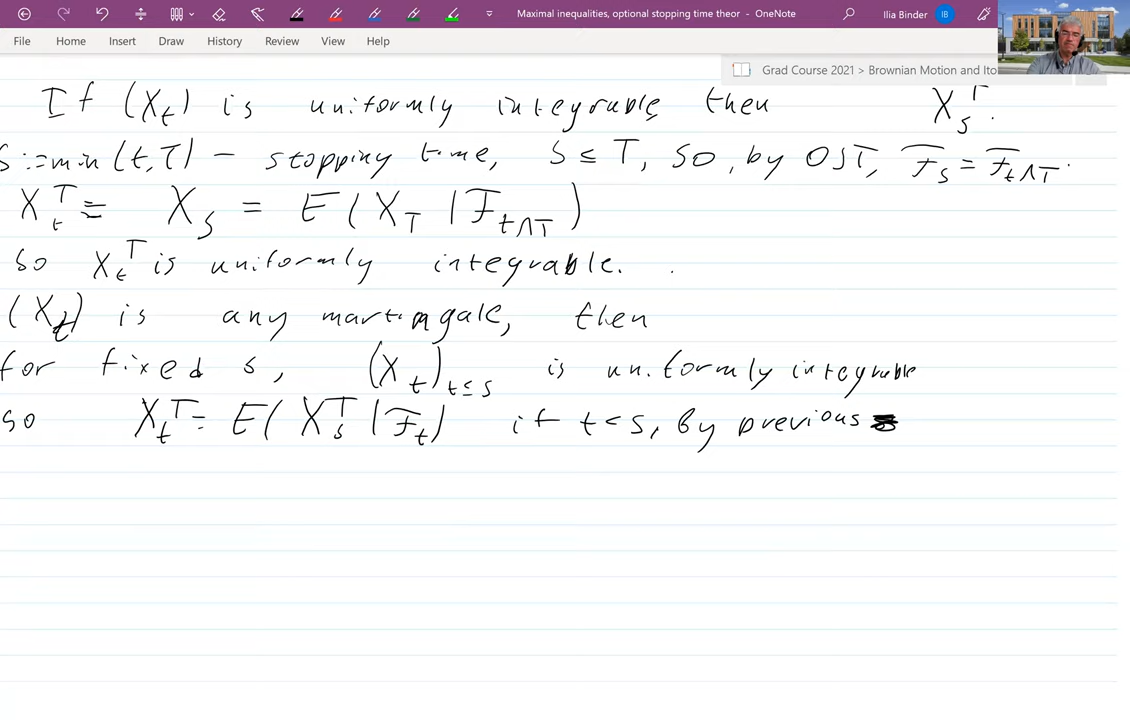 Maximal inequalities, optional stopping time theor - OneNote
Ilia Binder
IB
File Home Insert Draw History Review View Help
Grad Course 2021 > Brownian Motion and Ito
If (X_t) is uniformly integrable, then X_s^T.
S := min(t, T) - stopping time, S ≤ T, so, by OST, F_S = F_{t∧T}.
X_t^T = X_S = E(X_T | F_{t∧T})
so X_t^T is uniformly integrable.
(X_t) is any martingale, then
for fixed s, (X_t)_{t≤s} is uniformly integrable
so X_t^T = E(X_s^T | F_t) if t < s, by previous